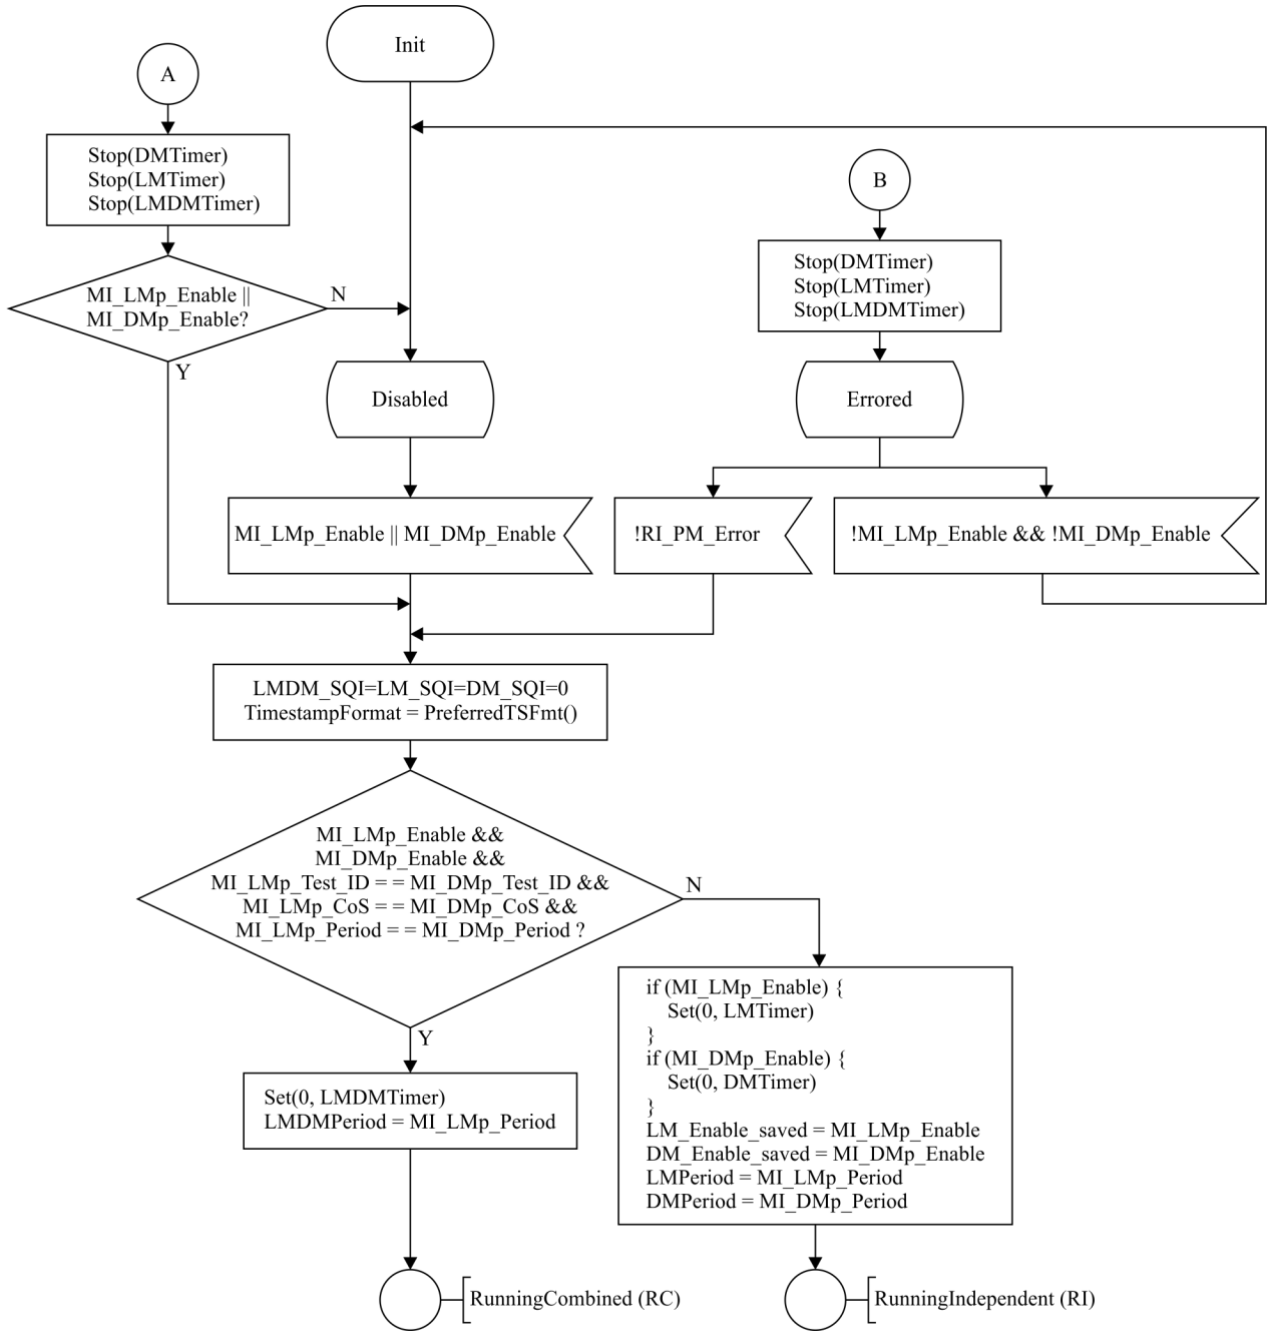 Init
A
Stop(DMTimer)
Stop(LMTimer)
Stop(LMDMTimer)
B
Stop(DMTimer)
Stop(LMTimer)
Stop(LMDMTimer)
MI_LMp_Enable ||
MI_DMp_Enable?
N
Y
Disabled
Errored
MI_LMp_Enable || MI_DMp_Enable
!RI_PM_Error
!MI_LMp_Enable && !MI_DMp_Enable
LMDM_SQI=LM_SQI=DM_SQI=0
TimestampFormat = PreferredTSFmt()
MI_LMp_Enable &&
MI_DMp_Enable &&
MI_LMp_Test_ID = = MI_DMp_Test_ID &&
MI_LMp_CoS = = MI_DMp_CoS &&
MI_LMp_Period = = MI_DMp_Period ?
N
Y
Set(0, LMDMTimer)
LMDMPeriod = MI_LMp_Period
if (MI_LMp_Enable) {
Set(0, LMTimer)
}
if (MI_DMp_Enable) {
Set(0, DMTimer)
}
LM_Enable_saved = MI_LMp_Enable
DM_Enable_saved = MI_DMp_Enable
LMPeriod = MI_LMp_Period
DMPeriod = MI_DMp_Period
RunningCombined (RC)
RunningIndependent (RI)